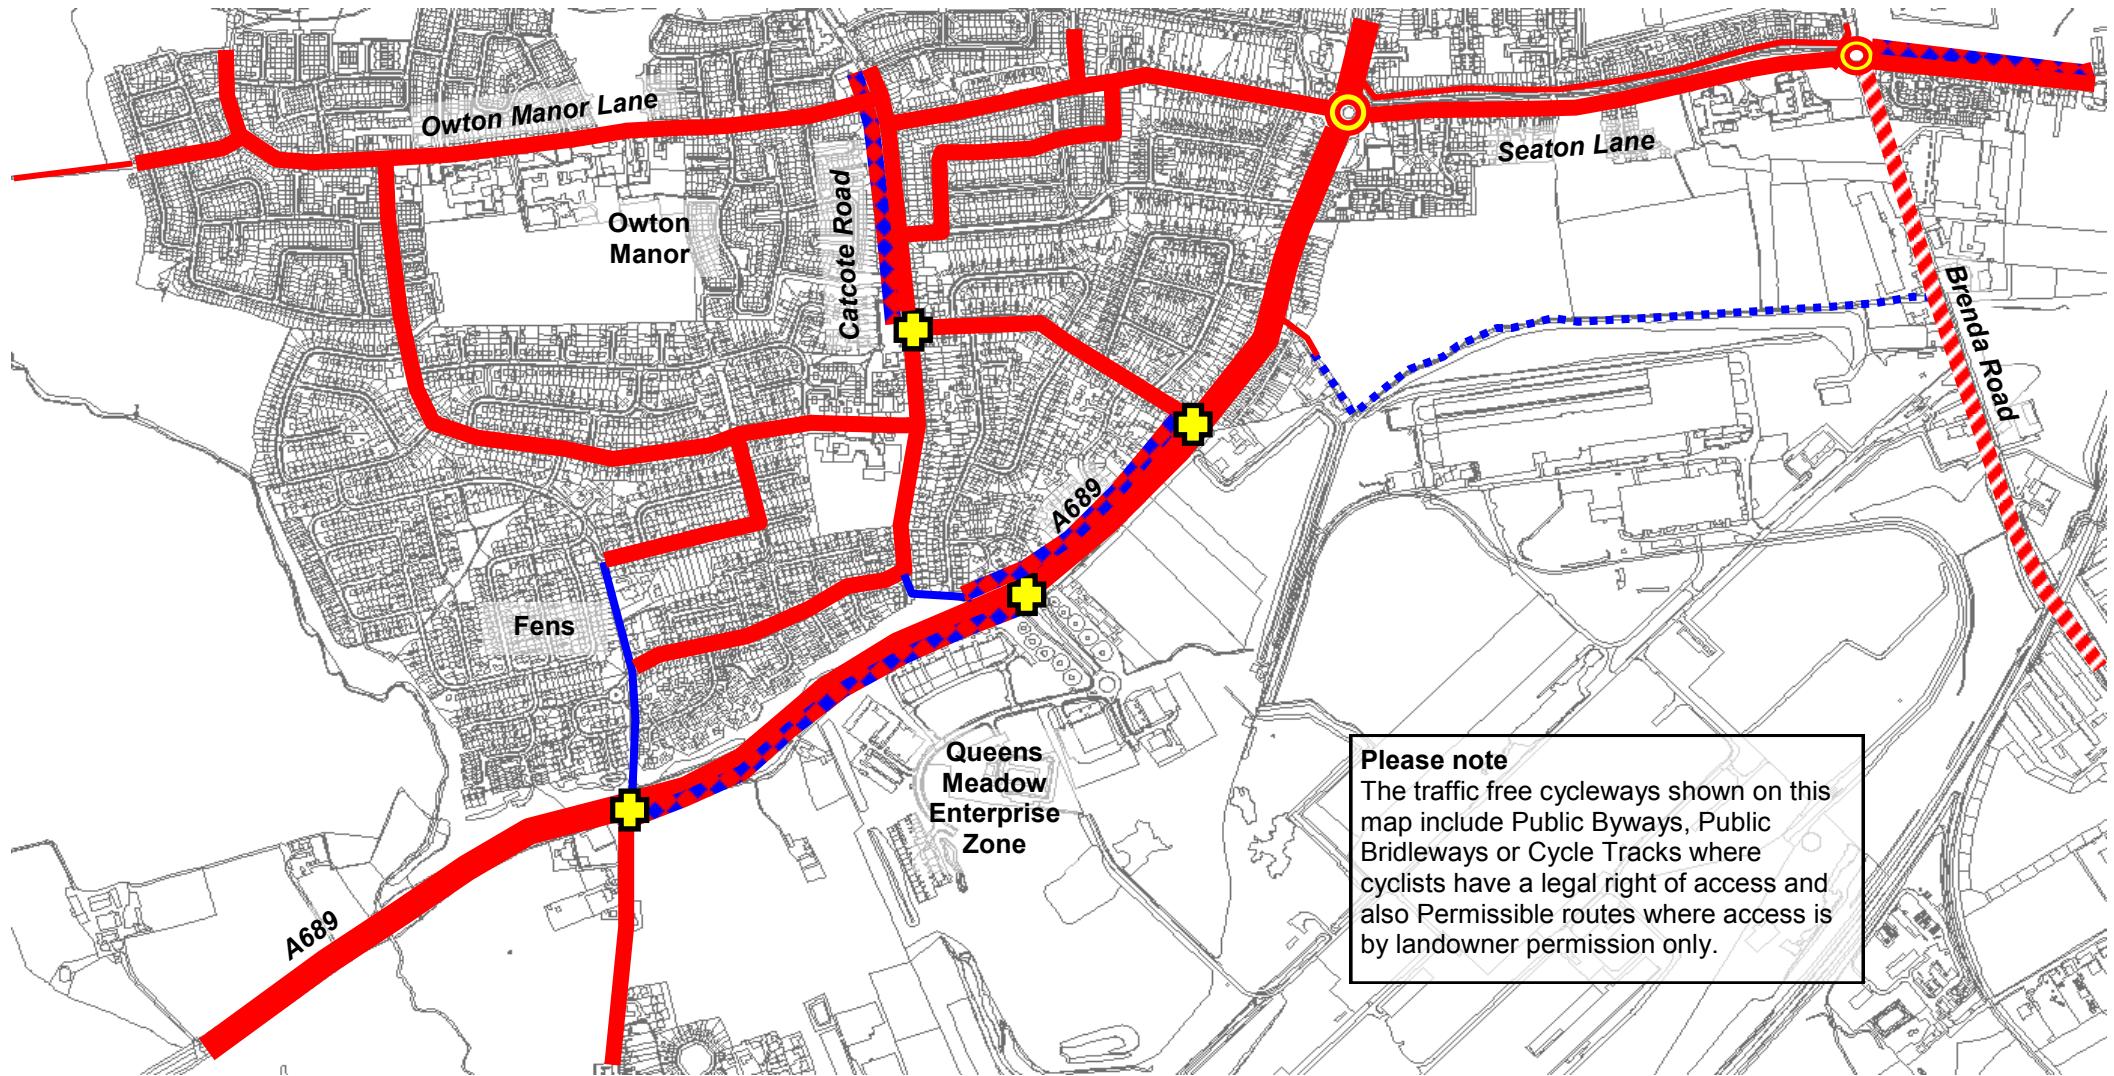 Owton Manor Lane
Seaton Lane
Catcote Road
Owton
Manor
Brenda Road
A689
Fens
Queens
Meadow
Enterprise
Zone
A689
Please note
The traffic free cycleways shown on this
map include Public Byways, Public
Bridleways or Cycle Tracks where
cyclists have a legal right of access and
also Permissible routes where access is
by landowner permission only.